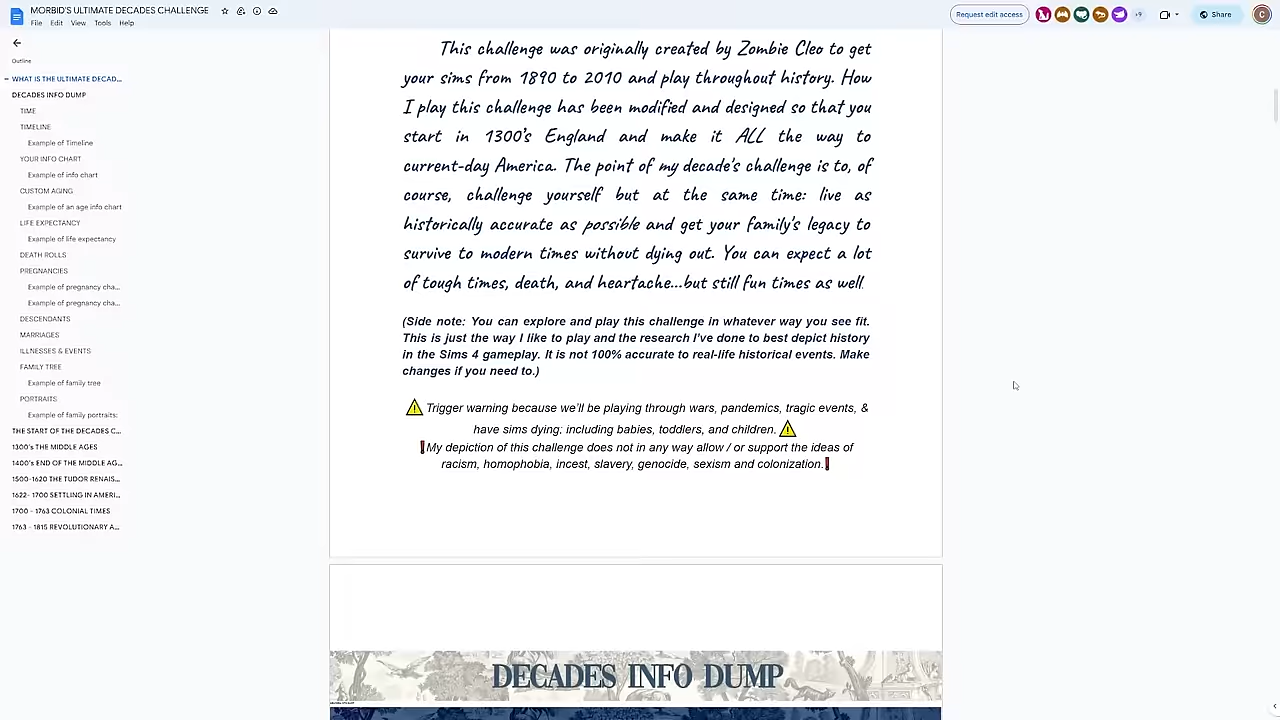 MORBID'S ULTIMATE DECADES CHALLENGE
File Edit View Tools Help
Request edit access
+9
Share
C
Outline
WHAT IS THE ULTIMATE DECAD...
DECADES INFO DUMP
TIME
TIMELINE
Example of Timeline
YOUR INFO CHART
Example of info chart
CUSTOM AGING
Example of an age info chart
LIFE EXPECTANCY
Example of life expectancy
DEATH ROLLS
PREGNANCIES
Example of pregnancy cha...
Example of pregnancy cha...
DESCENDANTS
MARRIAGES
ILLNESSES & EVENTS
FAMILY TREE
Example of family tree
PORTRAITS
Example of family portraits:
THE START OF THE DECADES C...
1300's THE MIDDLE AGES
1400's END OF THE MIDDLE AG...
1500-1620 THE TUDOR RENAIS...
1622- 1700 SETTLING IN AMERI...
1700 - 1763 COLONIAL TIMES
1763 - 1815 REVOLUTIONARY A...
This challenge was originally created by Zombie Cleo to get
your sims from 1890 to 2010 and play throughout history. How
I play this challenge has been modified and designed so that you
start in 1300's England and make it ALL the way to
current-day America. The point of my decade's challenge is to, of
course, challenge yourself but at the same time: live as
historically accurate as possible and get your family's legacy to
survive to modern times without dying out. You can expect a lot
of tough times, death, and heartache...but still fun times as well.
(Side note: You can explore and play this challenge in whatever way you see fit.
This is just the way I like to play and the research I've done to best depict history
in the Sims 4 gameplay. It is not 100% accurate to real-life historical events. Make
changes if you need to.)
⚠️ Trigger warning because we'll be playing through wars, pandemics, tragic events, &
have sims dying; including babies, toddlers, and children. ⚠️
❗My depiction of this challenge does not in any way allow / or support the ideas of
racism, homophobia, incest, slavery, genocide, sexism and colonization.❗
DECADES INFO DUMP